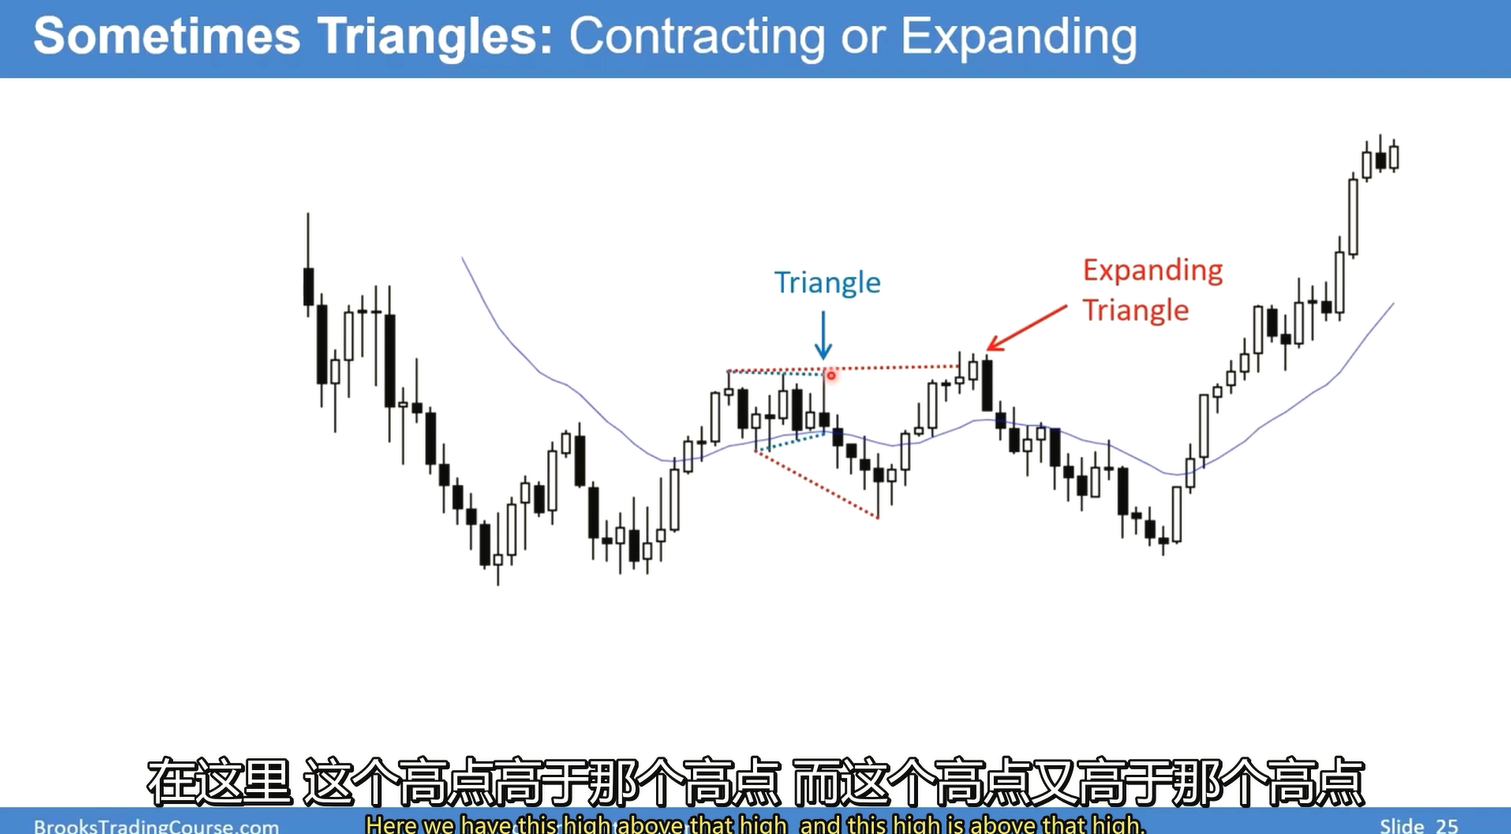 Sometimes Triangles: Contracting or Expanding
Triangle
Expanding
Triangle
在这里 这个高点高于那个高点 而这个高点又高于那个高点
BrooksTradingCourse.com
Here we have this high above that high, and this high is above that high.
Slide 25